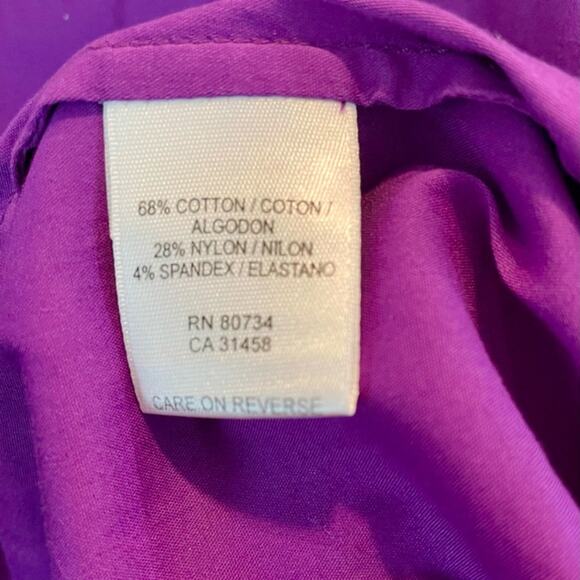 68% COTTON / COTON /
ALGODON
28% NYLON / NILON
4% SPANDEX / ELASTANO
RN 80734
CA 31458
CARE ON REVERSE